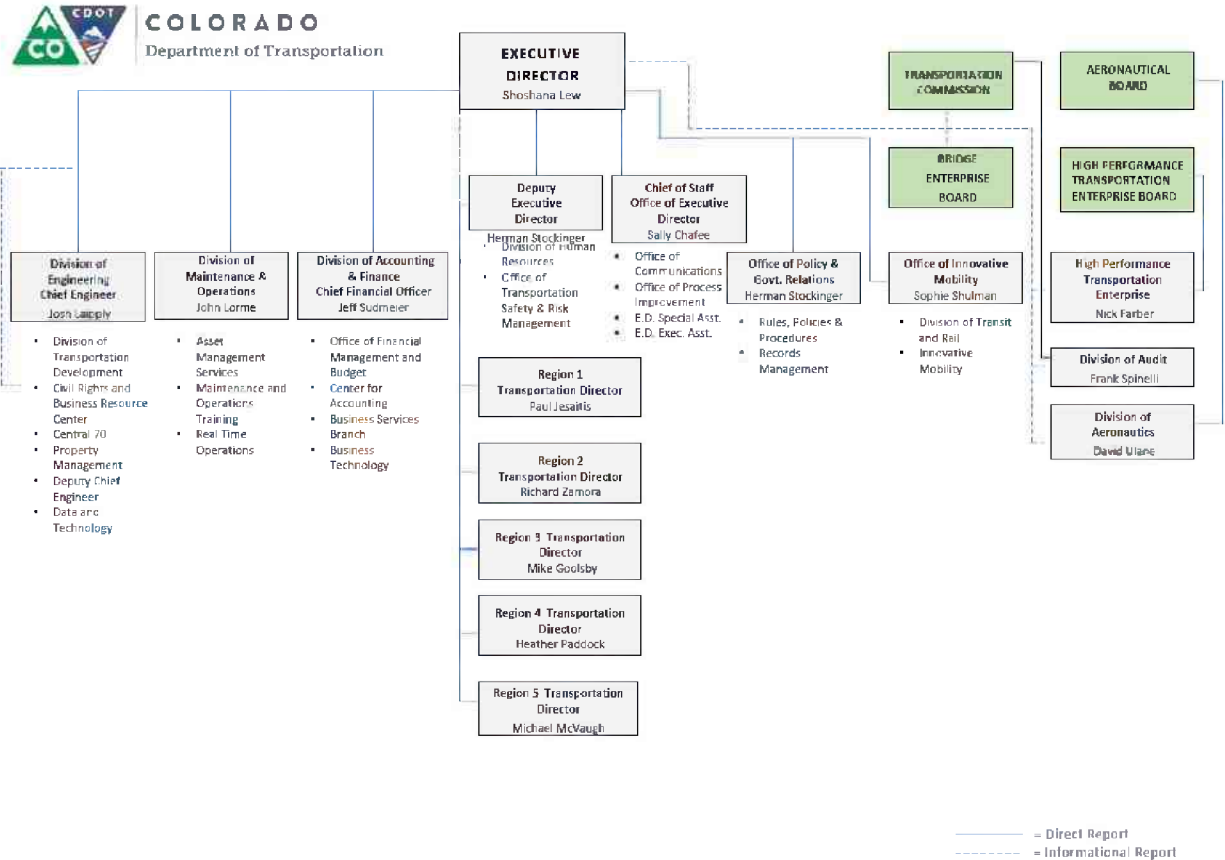 CDOT
CO
COLORADO
Department of Transportation
EXECUTIVE
DIRECTOR
Shoshana Lew
TRANSPORTATION
COMMISSION
AERONAUTICAL
BOARD
BRIDGE
ENTERPRISE
BOARD
HIGH PERFORMANCE
TRANSPORTATION
ENTERPRISE BOARD
Deputy
Executive
Director
Herman Stockinger
• Division of Human
Resources
• Office of
Transportation
Safety & Risk
Management
Chief of Staff
Office of Executive
Director
Sally Chafee
• Office of
Communications
• Office of Process
Improvement
• E.D. Special Asst.
• E.D. Exec. Asst.
Division of
Engineering
Chief Engineer
Josh Laipply
• Division of
Transportation
Development
• Civil Rights and
Business Resource
Center
• Central 70
• Property
Management
• Deputy Chief
Engineer
• Data and
Technology
Division of
Maintenance &
Operations
John Lorme
• Asset
Management
Services
• Maintenance and
Operations
Training
• Real Time
Operations
Division of Accounting
& Finance
Chief Financial Officer
Jeff Sudmeier
• Office of Financial
Management and
Budget
• Center for
Accounting
• Business Services
Branch
• Business
Technology
Office of Policy &
Govt. Relations
Herman Stockinger
• Rules, Policies &
Procedures
• Records
Management
Office of Innovative
Mobility
Sophie Shulman
• Division of Transit
and Rail
• Innovative
Mobility
High Performance
Transportation
Enterprise
Nick Farber
Division of Audit
Frank Spinelli
Division of
Aeronautics
David Ulane
Region 1
Transportation Director
Paul Jesaitis
Region 2
Transportation Director
Richard Zamora
Region 3 Transportation
Director
Mike Goolsby
Region 4 Transportation
Director
Heather Paddock
Region 5 Transportation
Director
Michael McVaugh
= Direct Report
= Informational Report